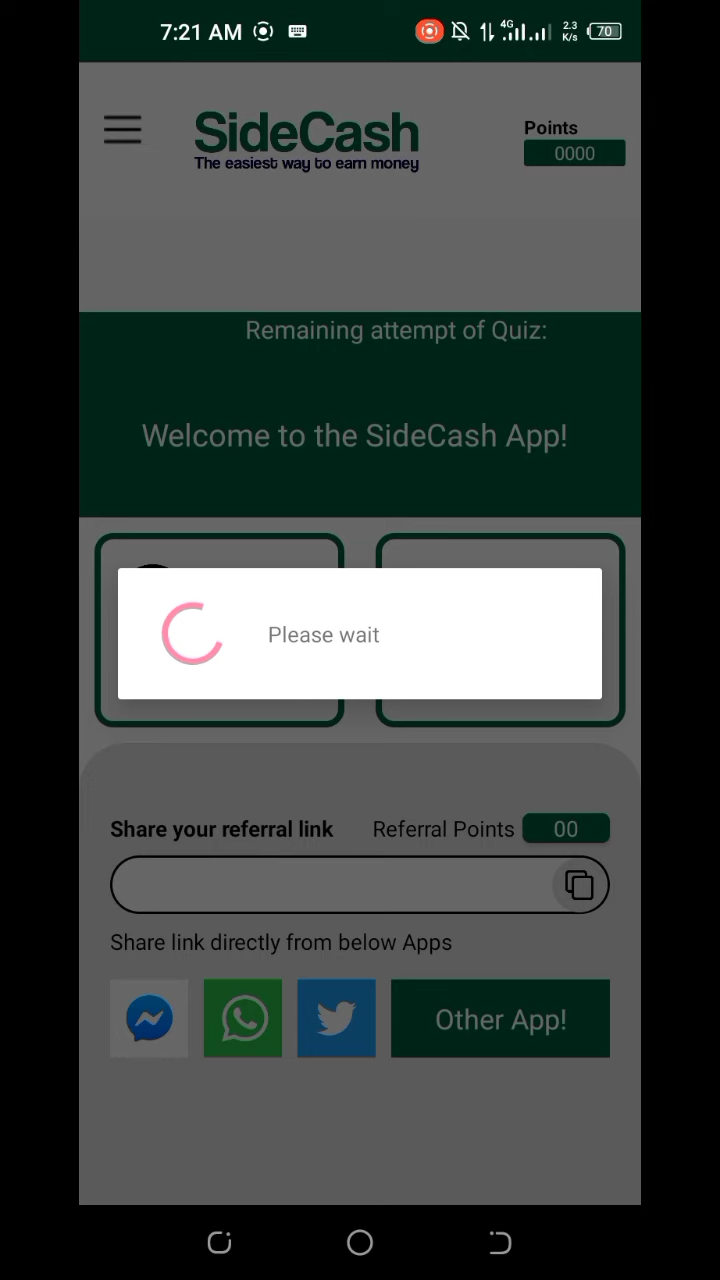 7:21 AM
4G
2.3
K/s
70
SideCash
The easiest way to earn money
Points
0000
Remaining attempt of Quiz:
Welcome to the SideCash App!
Please wait
Share your referral link
Referral Points
00
Share link directly from below Apps
Other App!